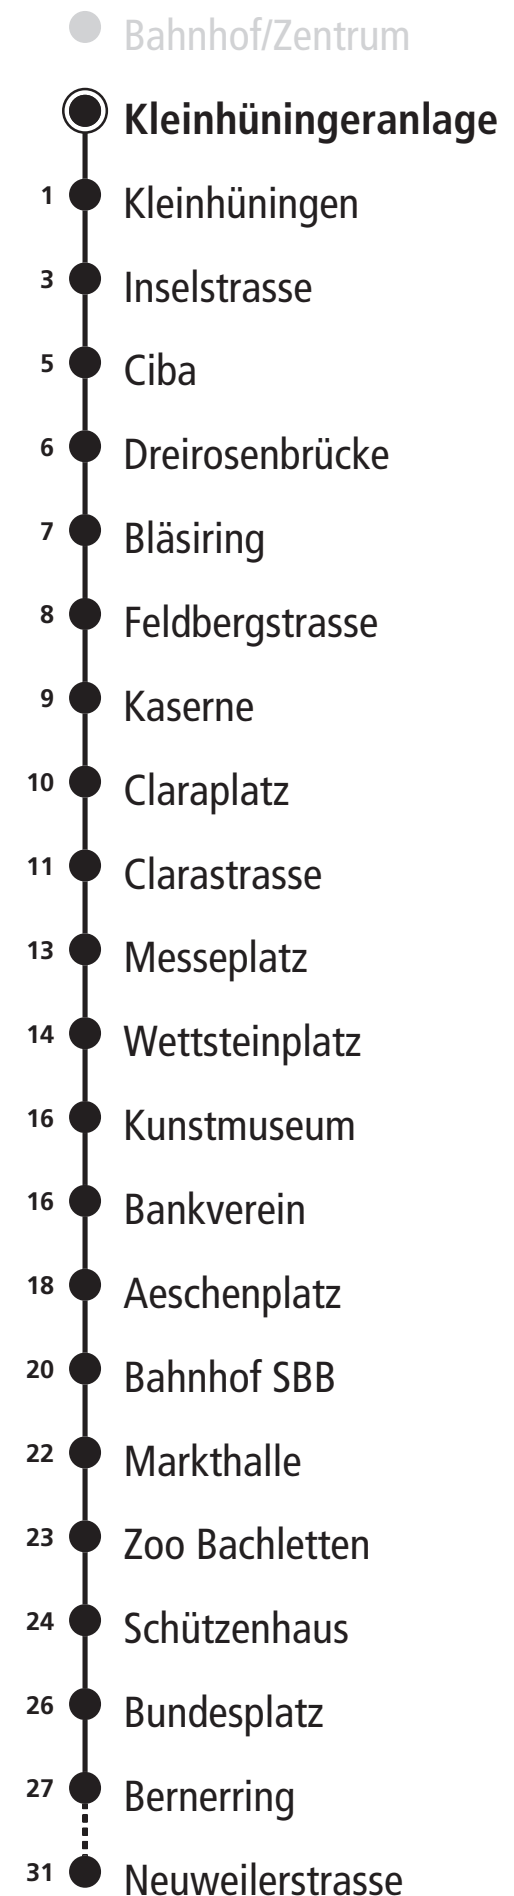 Bahnhof/Zentrum
Kleinhüningeranlage
1 Kleinhüningen
3 Inselstrasse
5 Ciba
6 Dreirosenbrücke
7 Bläsiring
8 Feldbergstrasse
9 Kaserne
10 Claraplatz
11 Clarastrasse
13 Messeplatz
14 Wettsteinplatz
16 Kunstmuseum
16 Bankverein
18 Aeschenplatz
20 Bahnhof SBB
22 Markthalle
23 Zoo Bachletten
24 Schützenhaus
26 Bundesplatz
27 Bernerring
31 Neuweilerstrasse